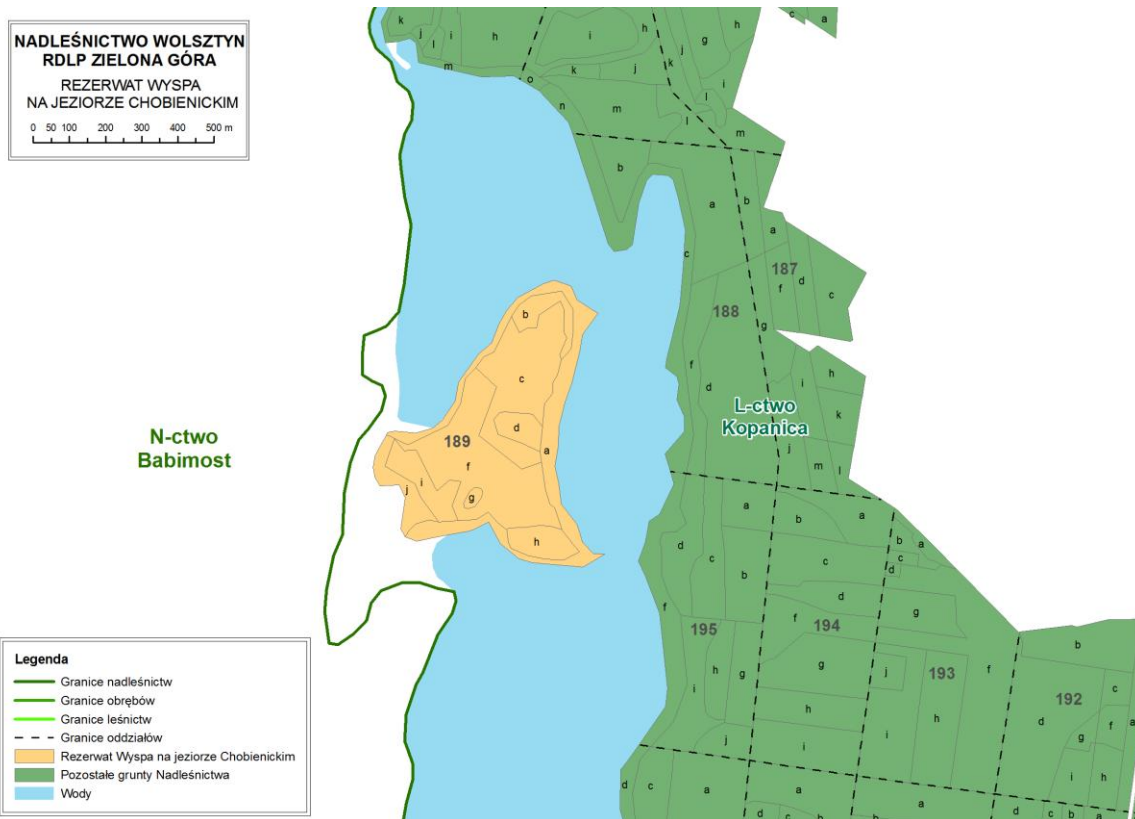 NADLEŚNICTWO WOLSZTYN
RDLP ZIELONA GÓRA
REZERWAT WYSPA
NA JEZIORZE CHOBIENICKIM
0 50 100 200 300 400 500 m
k j l i h m
i h j g h c a
o k j k l i
n m l m
b
a b a
c
187
f d c
188
g
b
c
f d
i h
L-ctwo
Kopanica
k
d
N-ctwo
Babimost
189
a
f
j m l
i
j
g
h
a b a
d c b
c
b a
c
d
d
g
f
195
f
194
b
h g
g
j
193
f
192
c
i
h
h
d
g
f
a
j
i
i
i h
d c a a a
d c b b a d c b a
Legenda
Granice nadleśnictw
Granice obrębów
Granice leśnictw
Granice oddziałów
Rezerwat Wyspa na jeziorze Chobienickim
Pozostałe grunty Nadleśnictwa
Wody